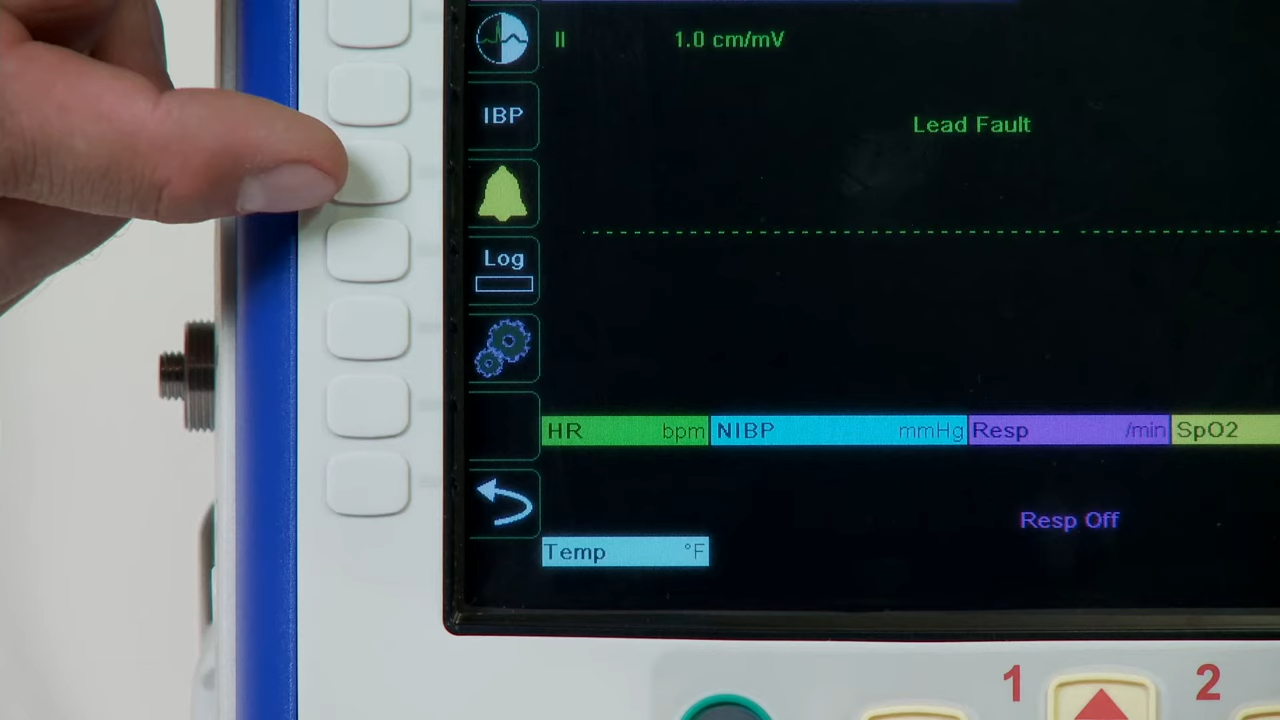 II 1.0 cm/mV
IBP
Lead Fault
Log
HR bpm NIBP mmHg Resp /min SpO2
Resp Off
Temp °F
1 2